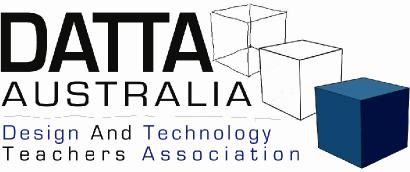 DATTA
AUSTRALIA
Design And Technology
Teachers Association